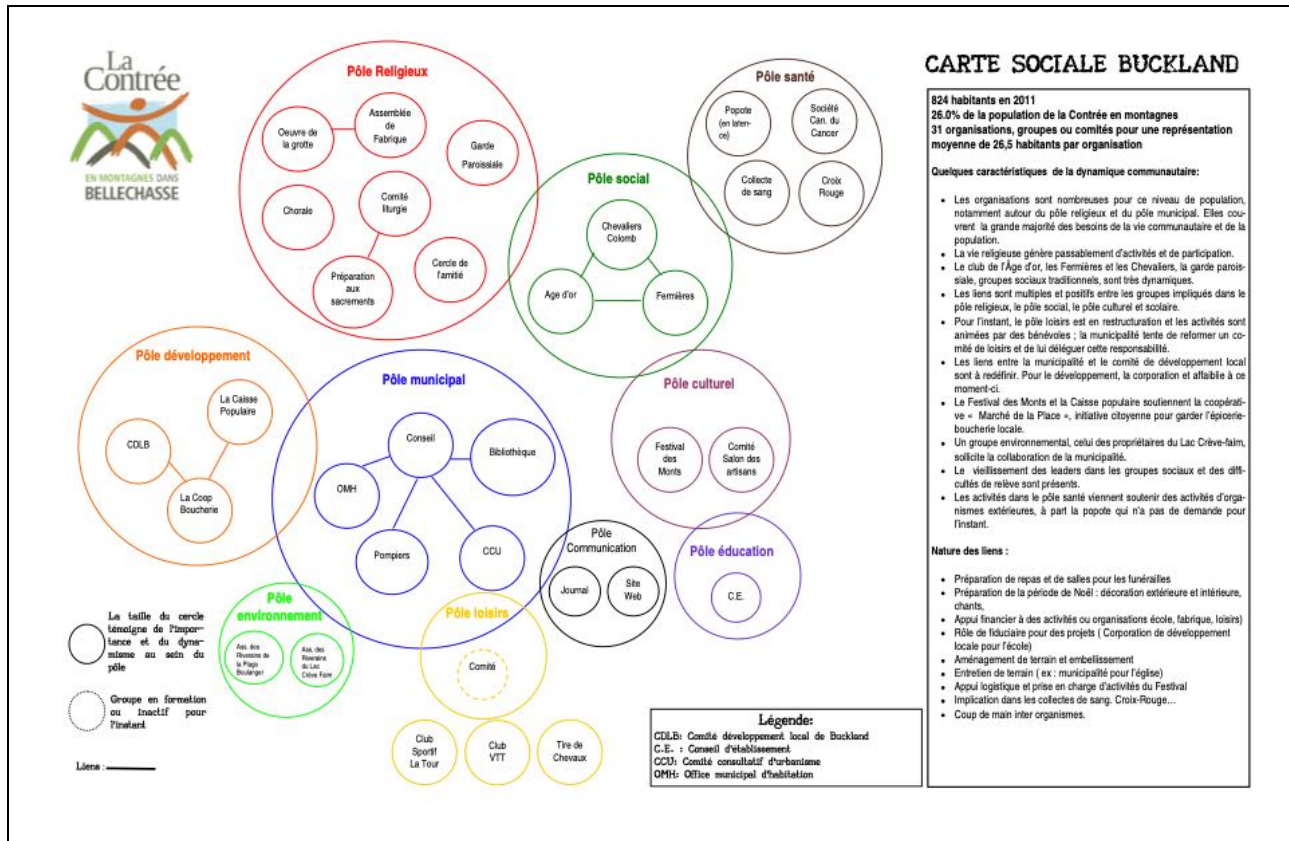 La
Contrée
EN MONTAGNES DANS
BELLECHASSE
Pôle Religieux
Oeuvre de
la grotte
Assemblée
de
Fabrique
Garde
Paroissiale
Chorale
Comité
liturgie
Préparation
aux
sacrements
Cercle de
l'amitié
Pôle social
Chevaliers
Colomb
Age d'or
Fermières
Pôle santé
Popote
(en laten-
ce)
Société
Can. du
Cancer
Collecte
de sang
Croix
Rouge
Pôle développement
La Caisse
Populaire
CDLB
La Coop
Boucherie
Pôle municipal
Conseil
Bibliothèque
OMH
Pompiers
CCU
Pôle culturel
Festival
des
Monts
Comité
Salon des
artisans
Pôle
Communication
Journal
Site
Web
Pôle éducation
C.E.
Pôle
environnement
Ass. des
Riverains de
la Plage
Boulanger
Ass. des
Riverains
du Lac
Crève Faim
Pôle loisirs
Comité
Club
Sportif
La Tour
Club
VTT
Tire de
Chevaux
La taille du cercle
témoigne de l'impor-
tance et du dyna-
misme au sein du
pôle
Groupe en formation
ou inactif pour
l'instant
Liens :
Légende:
CDLB: Comité développement local de Buckland
C.E. : Conseil d'établissement
CCU: Comité consultatif d'urbanisme
OMH: Office municipal d'habitation
CARTE SOCIALE BUCKLAND
824 habitants en 2011
26.0% de la population de la Contrée en montagnes
31 organisations, groupes ou comités pour une représentation
moyenne de 26,5 habitants par organisation
Quelques caractéristiques de la dynamique communautaire:
• Les organisations sont nombreuses pour ce niveau de population,
notamment autour du pôle religieux et du pôle municipal. Elles cou-
vrent la grande majorité des besoins de la vie communautaire et de la
population.
• La vie religieuse génère passablement d'activités et de participation.
• Le club de l'Âge d'or, les Fermières et les Chevaliers, la garde parois-
siale, groupes sociaux traditionnels, sont très dynamiques.
• Les liens sont multiples et positifs entre les groupes impliqués dans le
pôle religieux, le pôle social, le pôle culturel et scolaire.
• Pour l'instant, le pôle loisirs est en restructuration et les activités sont
animées par des bénévoles ; la municipalité tente de reformer un co-
mité de loisirs et de lui déléguer cette responsabilité.
• Les liens entre la municipalité et le comité de développement local
sont à redéfinir. Pour le développement, la corporation et affaiblie à ce
moment-ci.
• Le Festival des Monts et la Caisse populaire soutiennent la coopérati-
ve « Marché de la Place », initiative citoyenne pour garder l'épicerie-
boucherie locale.
• Un groupe environnemental, celui des propriétaires du Lac Crève-faim,
sollicite la collaboration de la municipalité.
• Le vieillissement des leaders dans les groupes sociaux et des diffi-
cultés de relève sont présents.
• Les activités dans le pôle santé viennent soutenir des activités d'orga-
nismes extérieures, à part la popote qui n'a pas de demande pour
l'instant.
Nature des liens :
• Préparation de repas et de salles pour les funérailles
• Préparation de la période de Noël : décoration extérieure et intérieure,
chants,
• Appui financier à des activités ou organisations école, fabrique, loisirs)
• Rôle de fiduciaire pour des projets ( Corporation de développement
locale pour l'école)
• Aménagement de terrain et embellissement
• Entretien de terrain ( ex : municipalité pour l'église)
• Appui logistique et prise en charge d'activités du Festival
• Implication dans les collectes de sang. Croix-Rouge…
• Coup de main inter organismes.